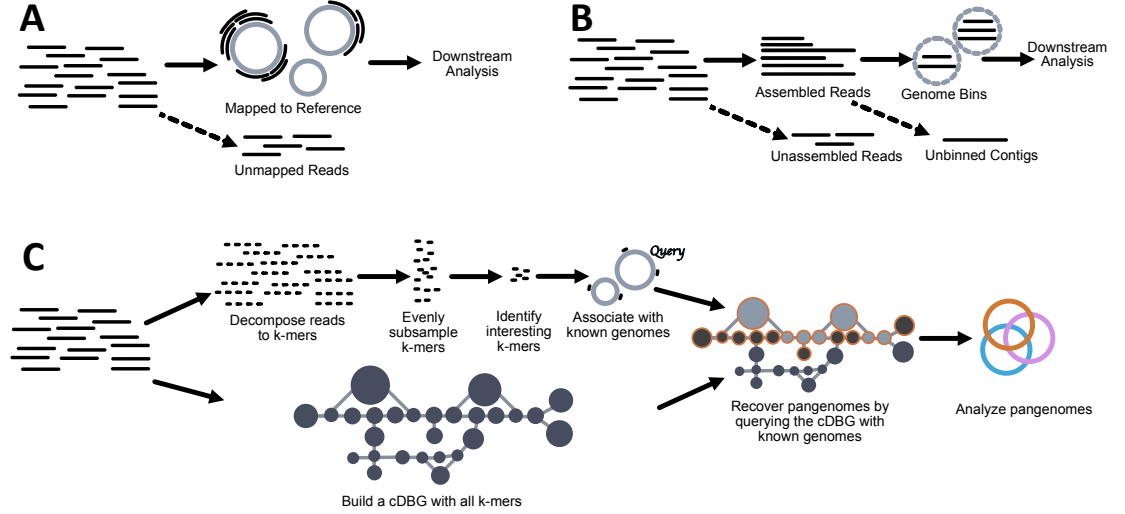 A
Mapped to Reference
Downstream
Analysis
Unmapped Reads
B
Assembled Reads
Genome Bins
Downstream
Analysis
Unassembled Reads
Unbinned Contigs
C
Decompose reads
to k-mers
Evenly
subsample
k-mers
Identify
interesting
k-mers
Query
Associate with
known genomes
Build a cDBG with all k-mers
Recover pangenomes by
querying the cDBG with
known genomes
Analyze pangenomes